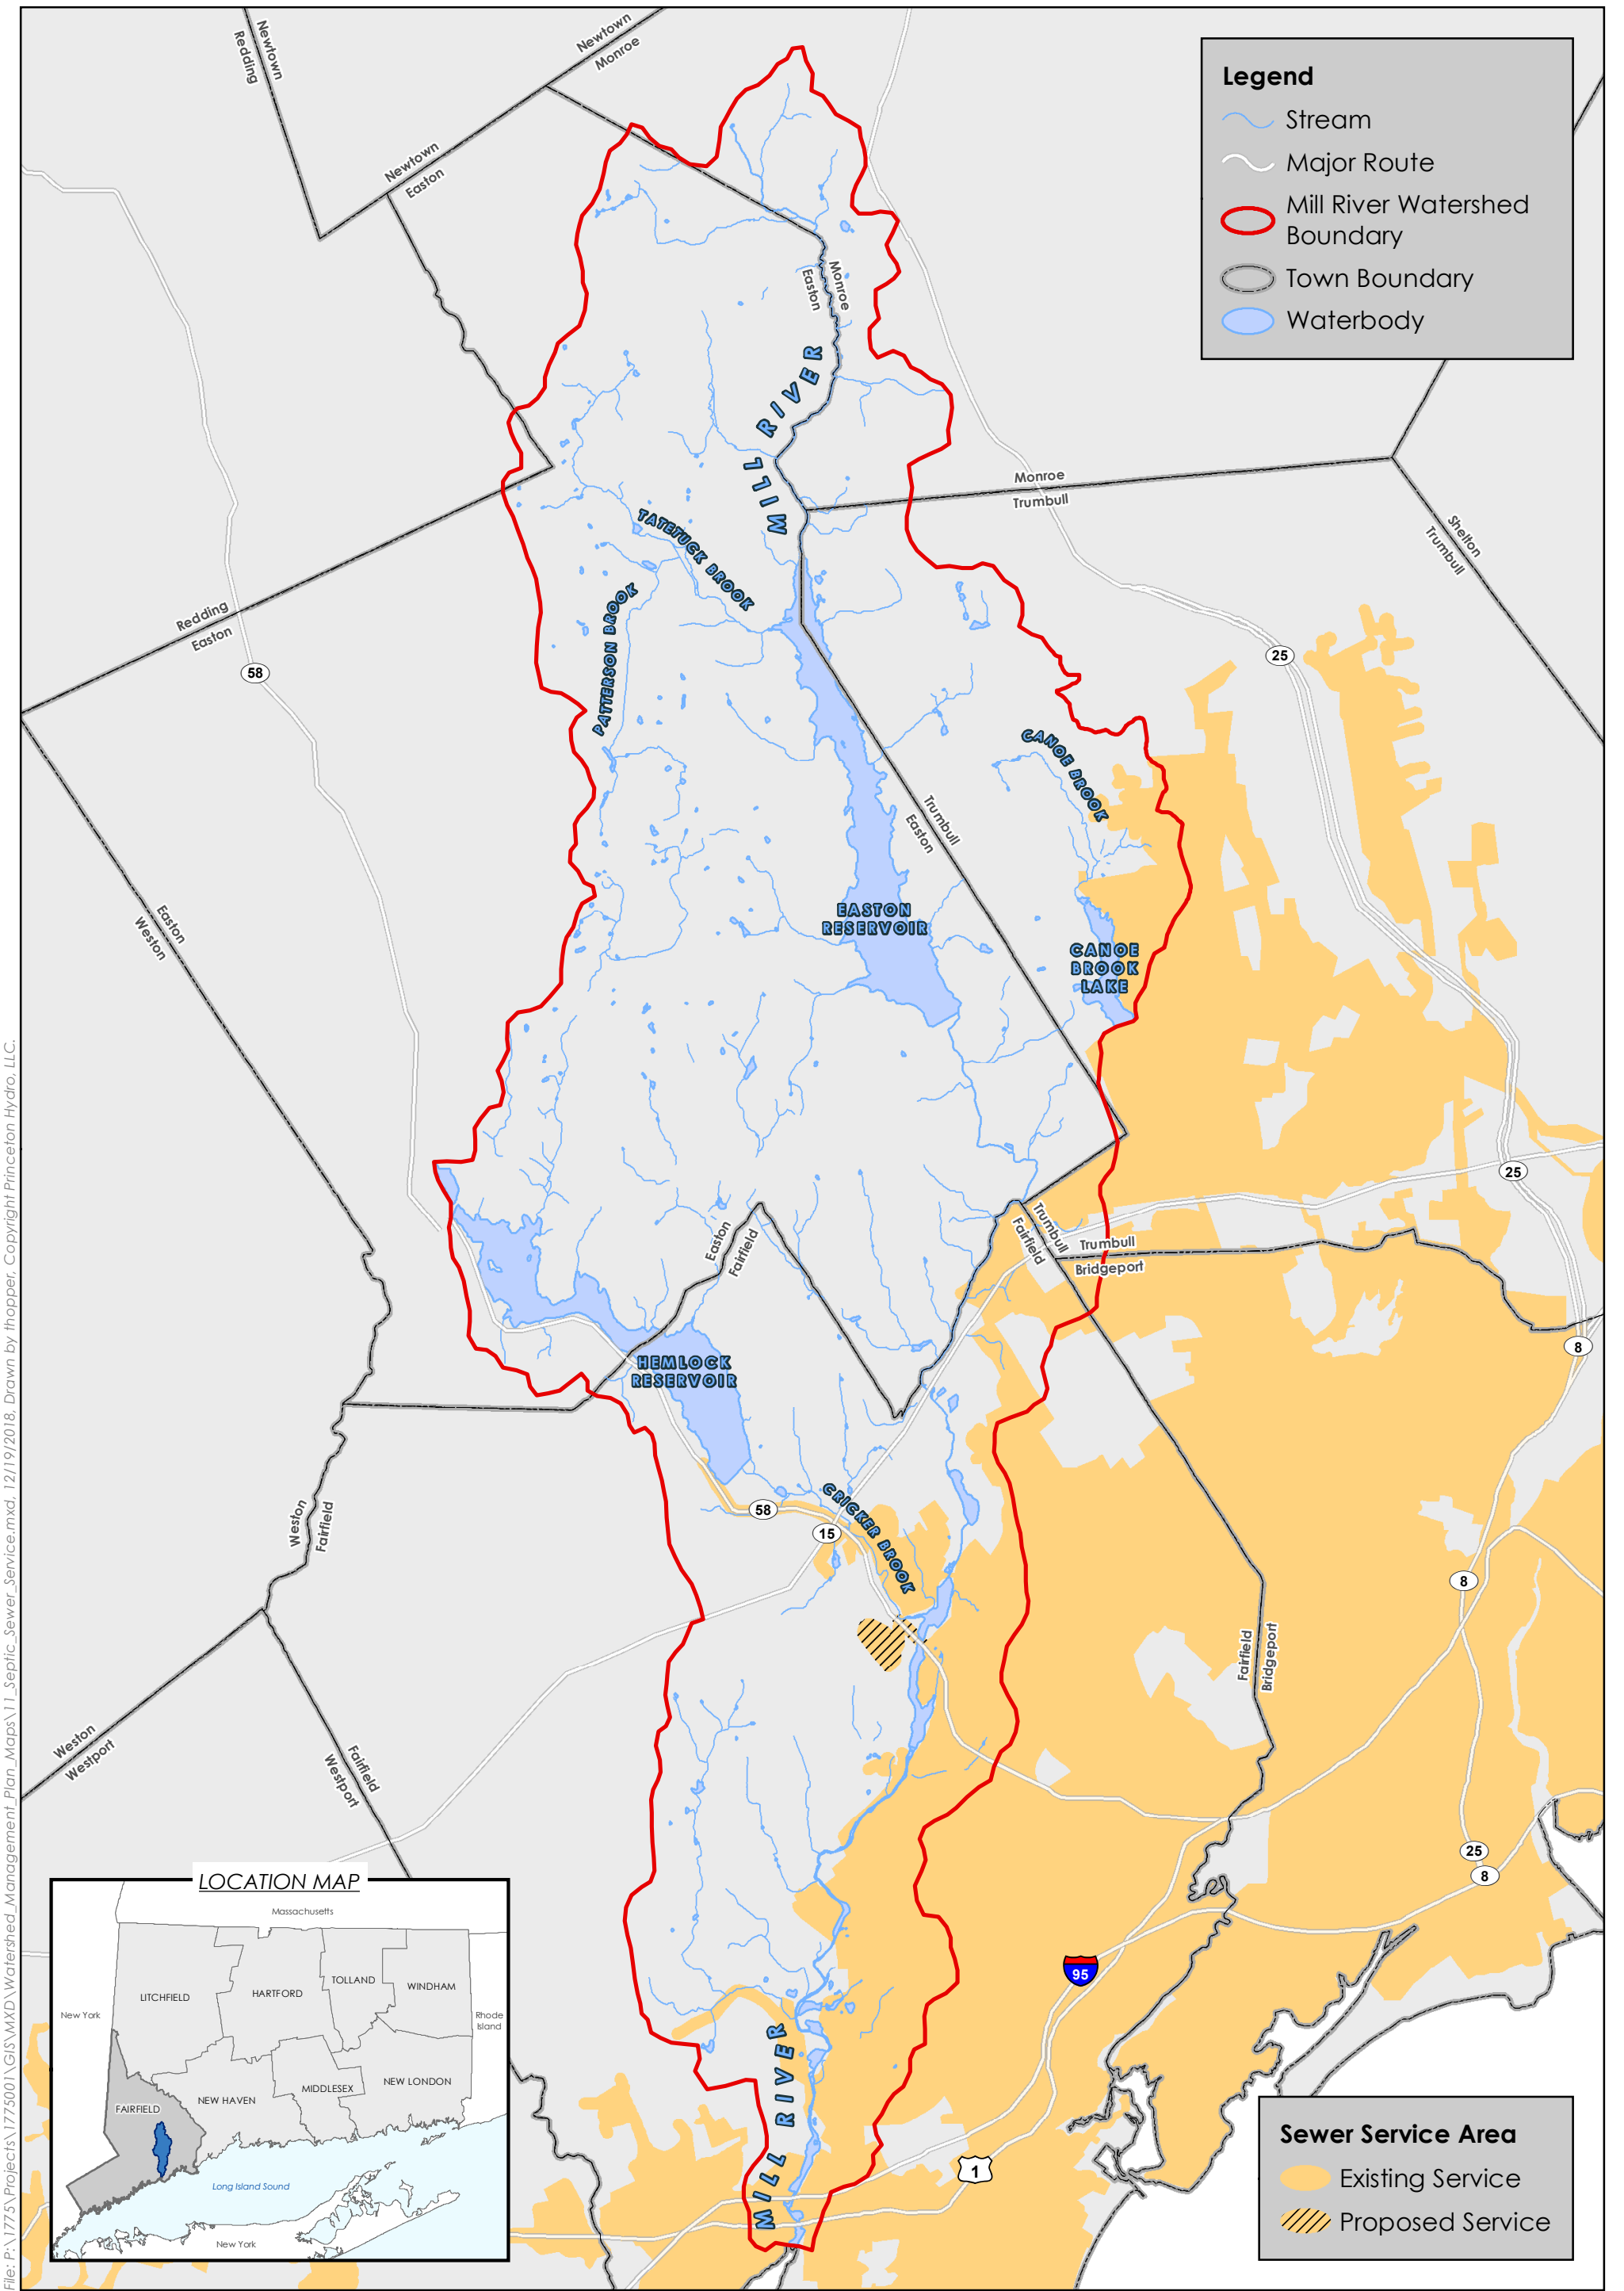 Newtown
Redding
Newtown
Monroe
Newtown
Easton
Legend
Stream
Major Route
Mill River Watershed
Boundary
Town Boundary
Waterbody
Monroe
Easton
MILL RIVER
Monroe
Trumbull
Shelton
Trumbull
TATETUCK BROOK
PATTERSON BROOK
Redding
Easton
58
25
CANOE BROOK
Trumbull
Easton
Easton
Weston
EASTON
RESERVOIR
CANOE
BROOK
LAKE
25
Easton
Fairfield
Trumbull
Fairfield
Trumbull
Bridgeport
8
HEMLOCK
RESERVOIR
58
15
CRICKER BROOK
Weston
Fairfield
8
Fairfield
Bridgeport
Weston
Westport
Fairfield
Westport
25
8
95
MILL RIVER
1
LOCATION MAP
Massachusetts
LITCHFIELD
HARTFORD
TOLLAND
WINDHAM
New York
Rhode
Island
FAIRFIELD
NEW HAVEN
MIDDLESEX
NEW LONDON
Long Island Sound
New York
Sewer Service Area
Existing Service
Proposed Service
File: P:\1775\Projects\1775001\GIS\MXD\Watershed_Management_Plan_Maps\11_Septic_Sewer_Service.mxd, 12/19/2018, Drawn by thopper, Copyright Princeton Hydro, LLC.